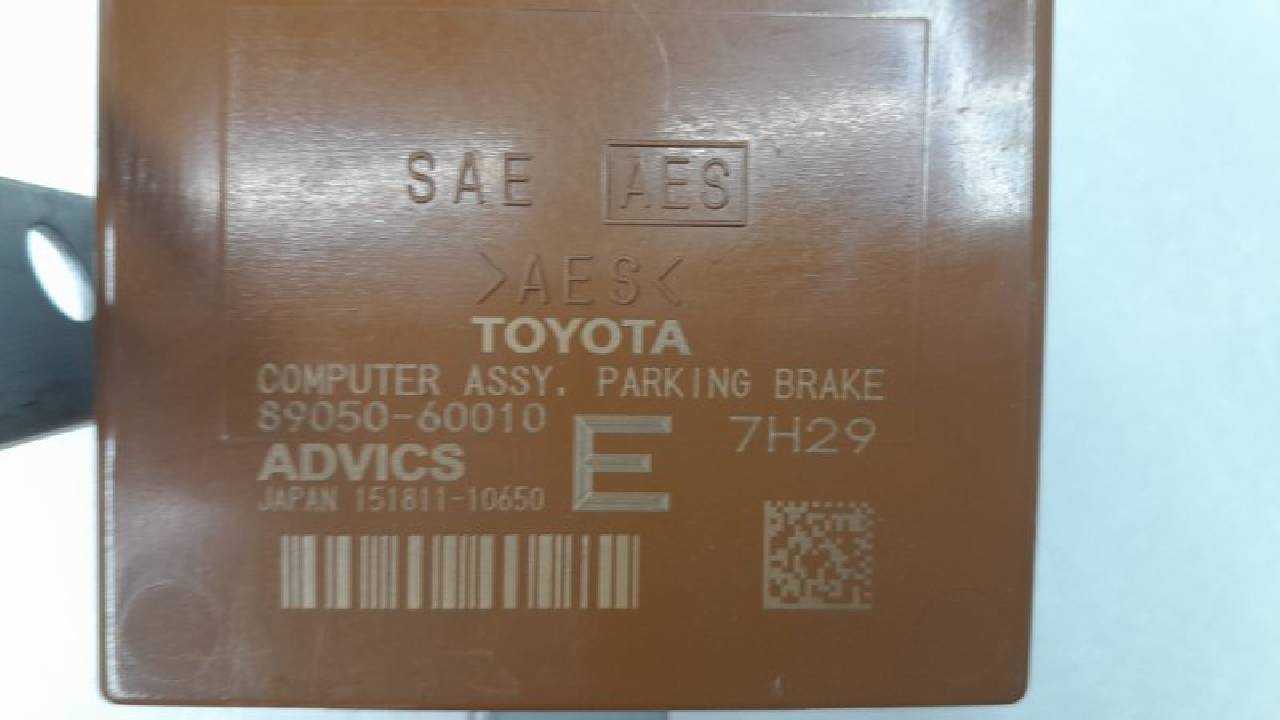 SAE AES
>AES<
TOYOTA
COMPUTER ASSY. PARKING BRAKE
89050-60010
E 7H29
ADVICS
JAPAN 151811-10650